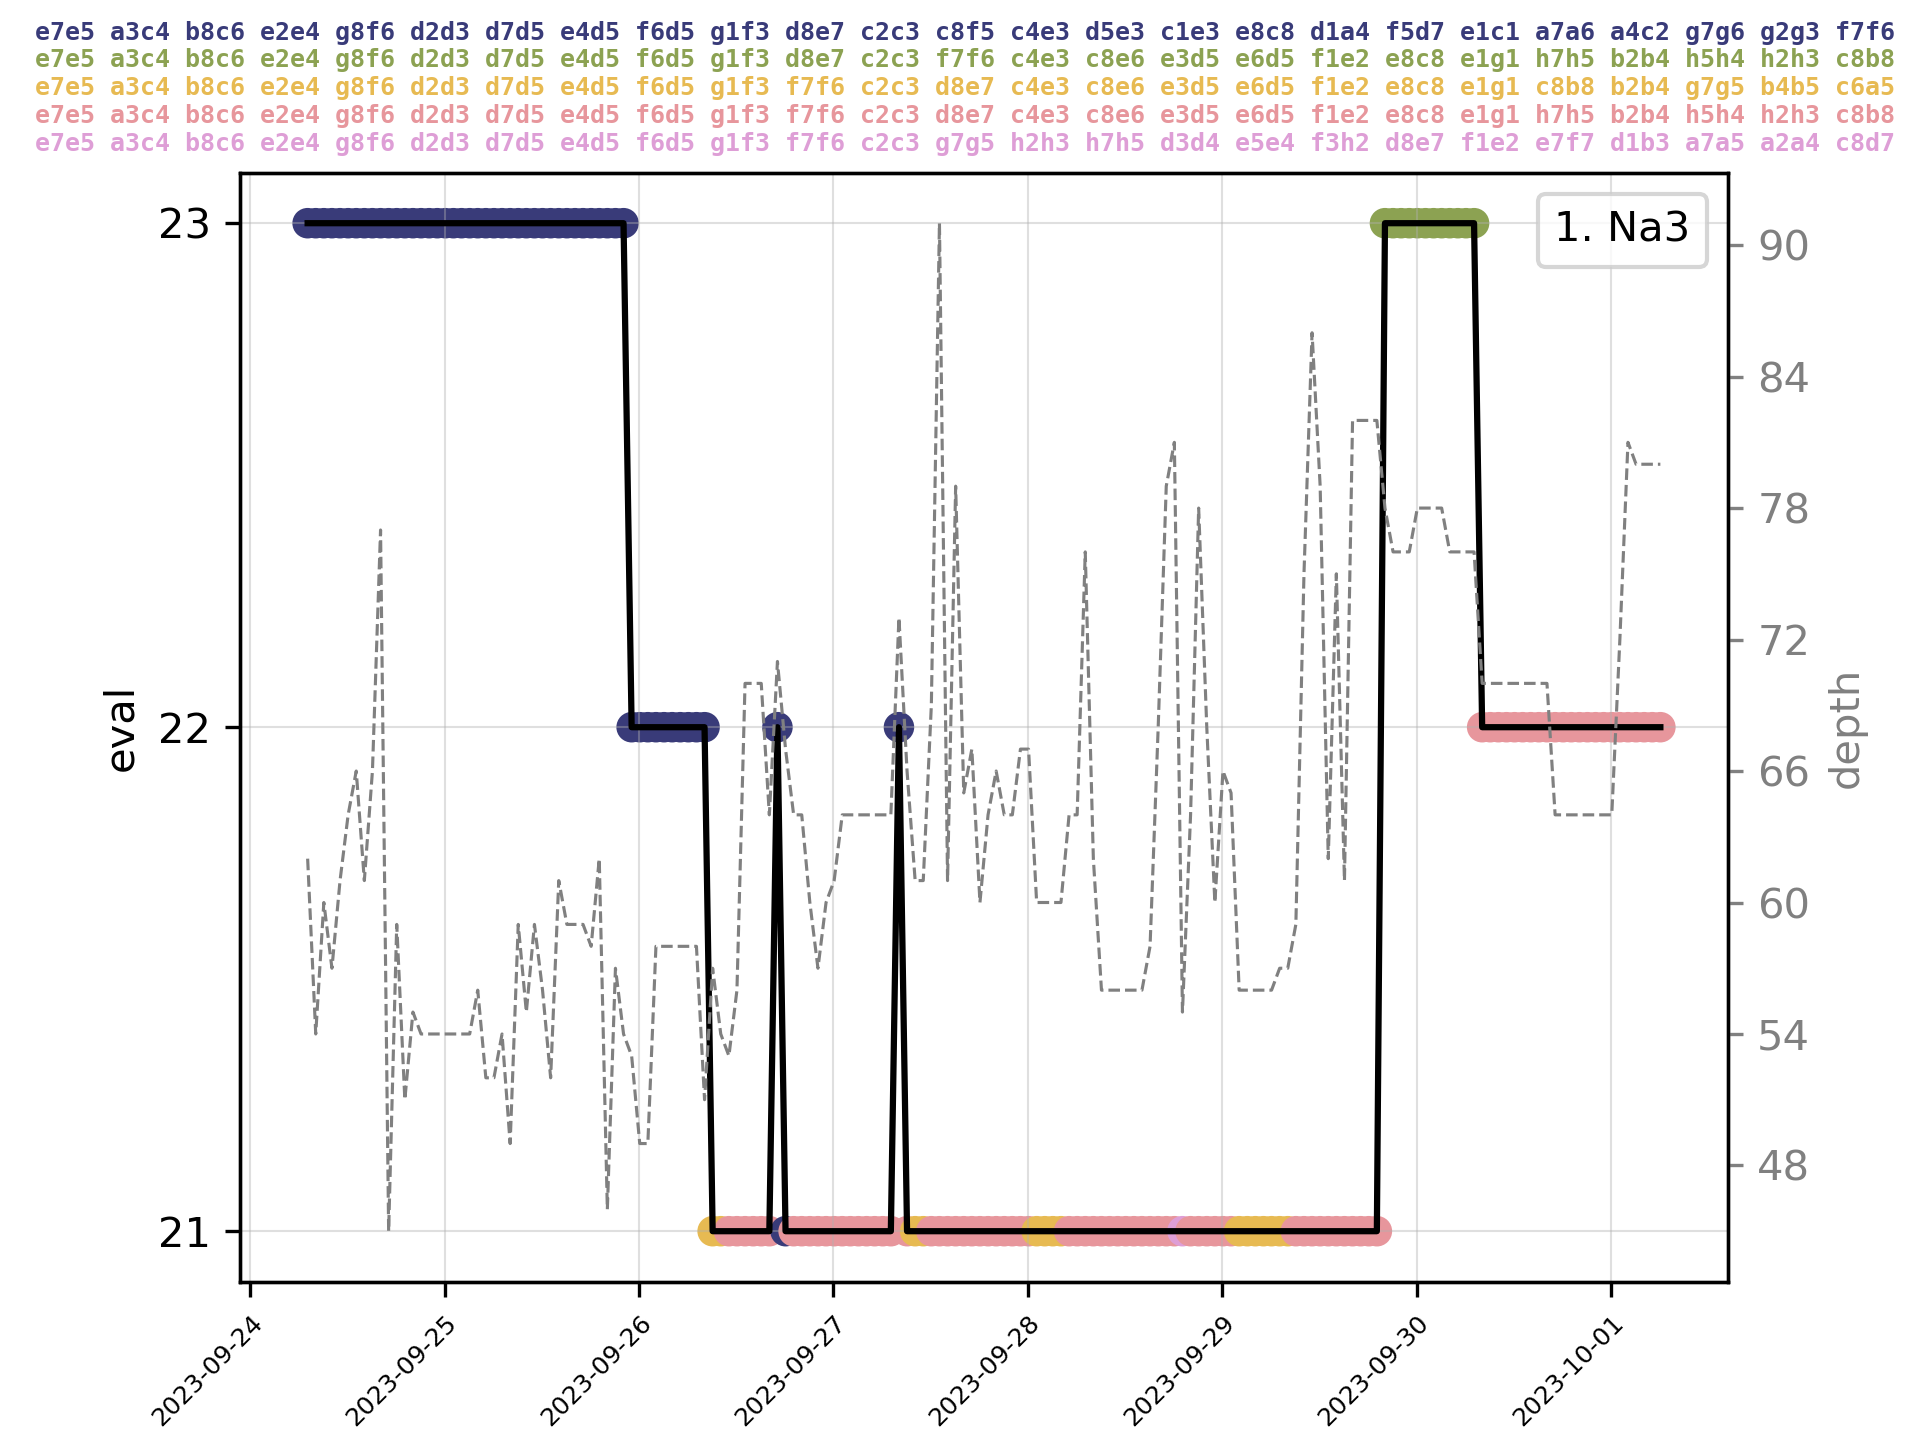 e7e5 a3c4 b8c6 e2e4 g8f6 d2d3 d7d5 e4d5 f6d5 g1f3 d8e7 c2c3 c8f5 c4e3 d5e3 c1e3 e8c8 d1a4 f5d7 e1c1 a7a6 a4c2 g7g6 g2g3 f7f6
e7e5 a3c4 b8c6 e2e4 g8f6 d2d3 d7d5 e4d5 f6d5 g1f3 d8e7 c2c3 f7f6 c4e3 c8e6 e3d5 e6d5 f1e2 e8c8 e1g1 h7h5 b2b4 h5h4 h2h3 c8b8
e7e5 a3c4 b8c6 e2e4 g8f6 d2d3 d7d5 e4d5 f6d5 g1f3 f7f6 c2c3 d8e7 c4e3 c8e6 e3d5 e6d5 f1e2 e8c8 e1g1 c8b8 b2b4 g7g5 b4b5 c6a5
e7e5 a3c4 b8c6 e2e4 g8f6 d2d3 d7d5 e4d5 f6d5 g1f3 f7f6 c2c3 d8e7 c4e3 c8e6 e3d5 e6d5 f1e2 e8c8 e1g1 h7h5 b2b4 h5h4 h2h3 c8b8
e7e5 a3c4 b8c6 e2e4 g8f6 d2d3 d7d5 e4d5 f6d5 g1f3 f7f6 c2c3 g7g5 h2h3 h7h5 d3d4 e5e4 f3h2 d8e7 f1e2 e7f7 d1b3 a7a5 a2a4 c8d7
1. Na3
23
22
21
eval
90
84
78
72
66
60
54
48
depth
2023-09-24
2023-09-25
2023-09-26
2023-09-27
2023-09-28
2023-09-29
2023-09-30
2023-10-01